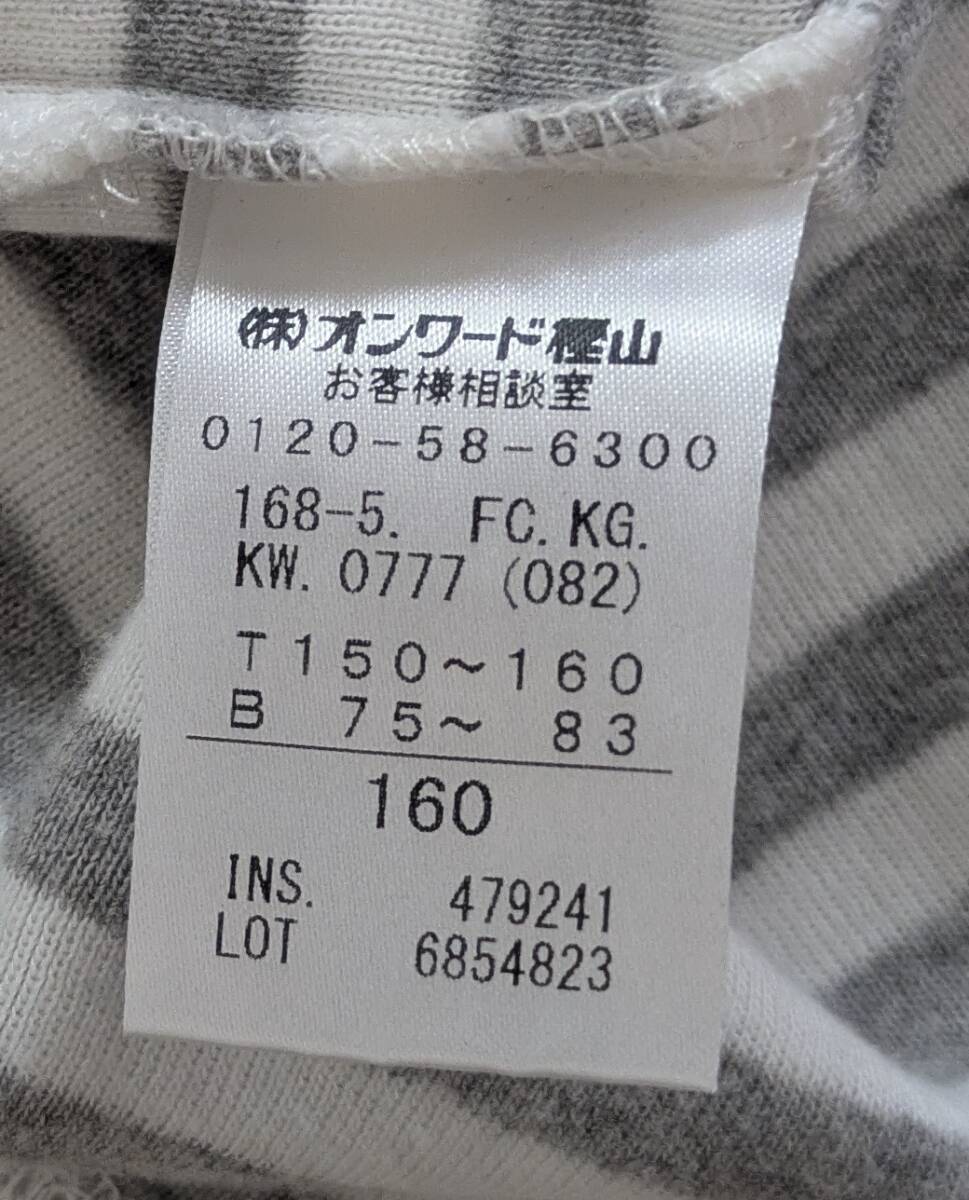 (株)オンワード樫山
お客様相談室
0120-58-6300
168-5. FC. KG.
KW. 0777 (082)
T150～160
B 75～ 83
160
INS. 479241
LOT 6854823